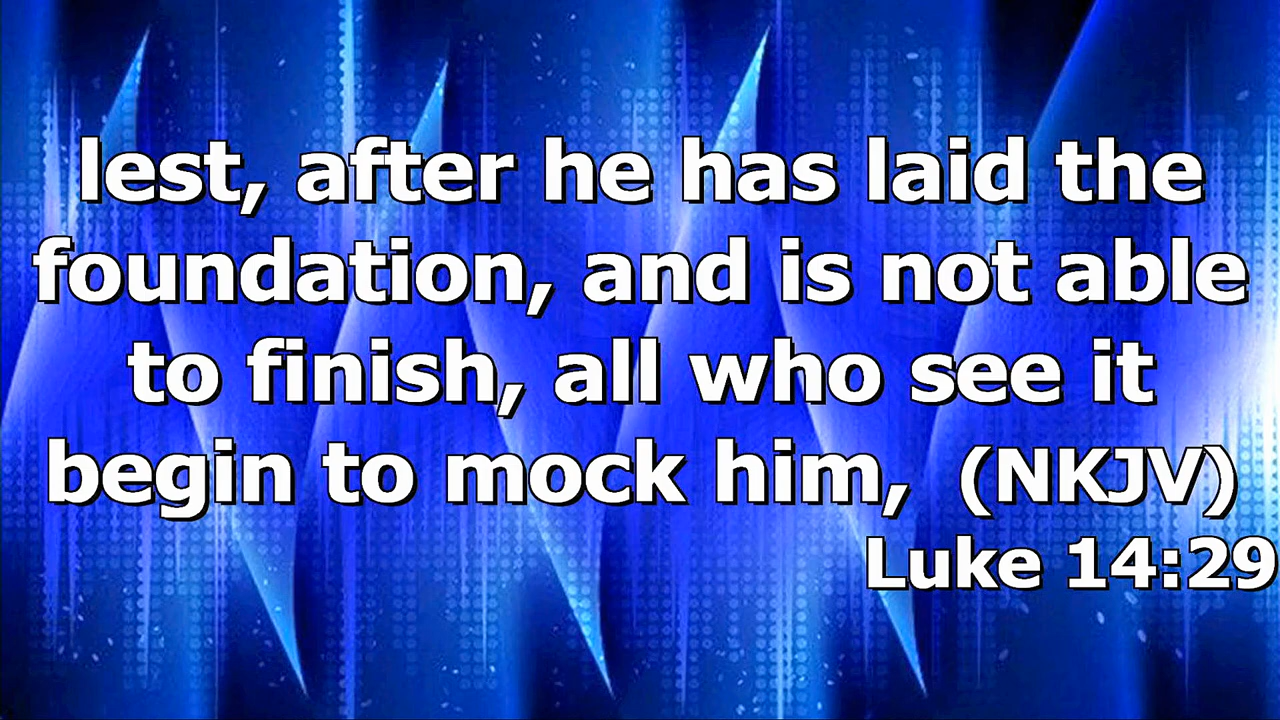 lest, after he has laid the
foundation, and is not able
to finish, all who see it
begin to mock him, (NKJV)
Luke 14:29